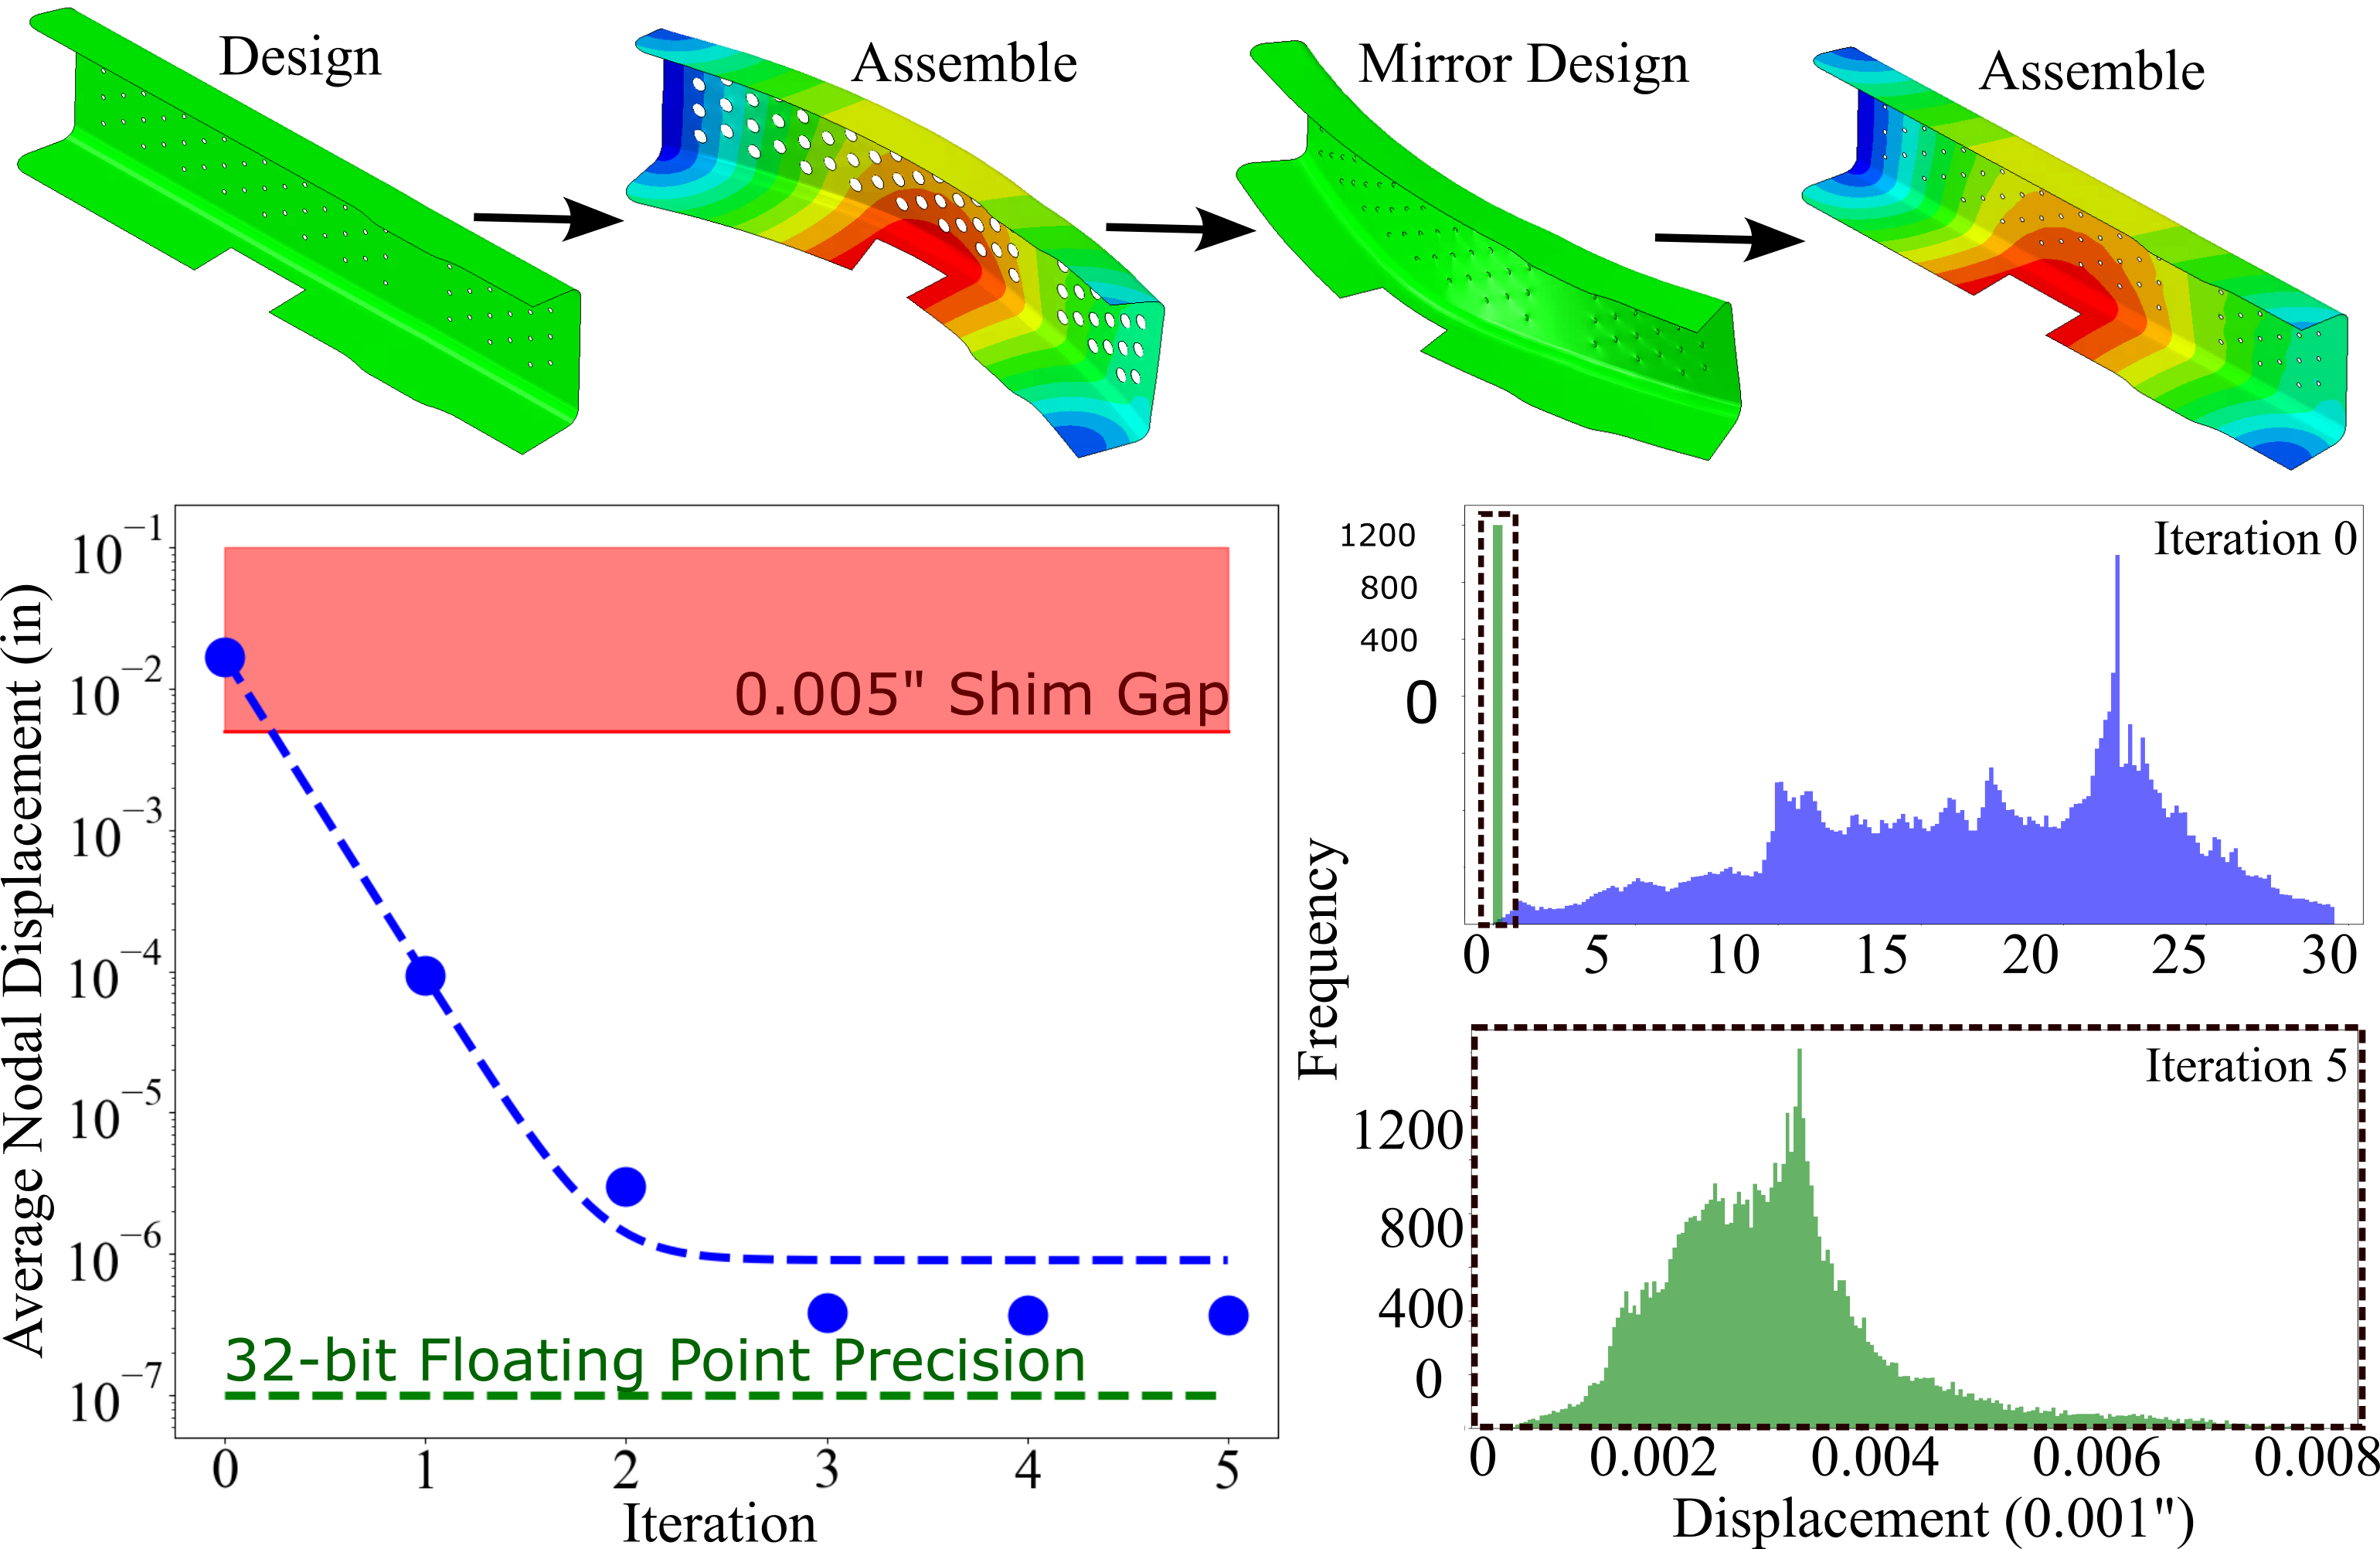 Design
Assemble
Mirror Design
Assemble
Average Nodal Displacement (in)
10−1
10−2
10−3
10−4
10−5
10−6
10−7
0.005" Shim Gap
32-bit Floating Point Precision
0 1 2 3 4 5
Iteration
Frequency
Iteration 0
1200
800
400
0
0 5 10 15 20 25 30
Iteration 5
1200
800
400
0
0 0.002 0.004 0.006 0.008
Displacement (0.001")